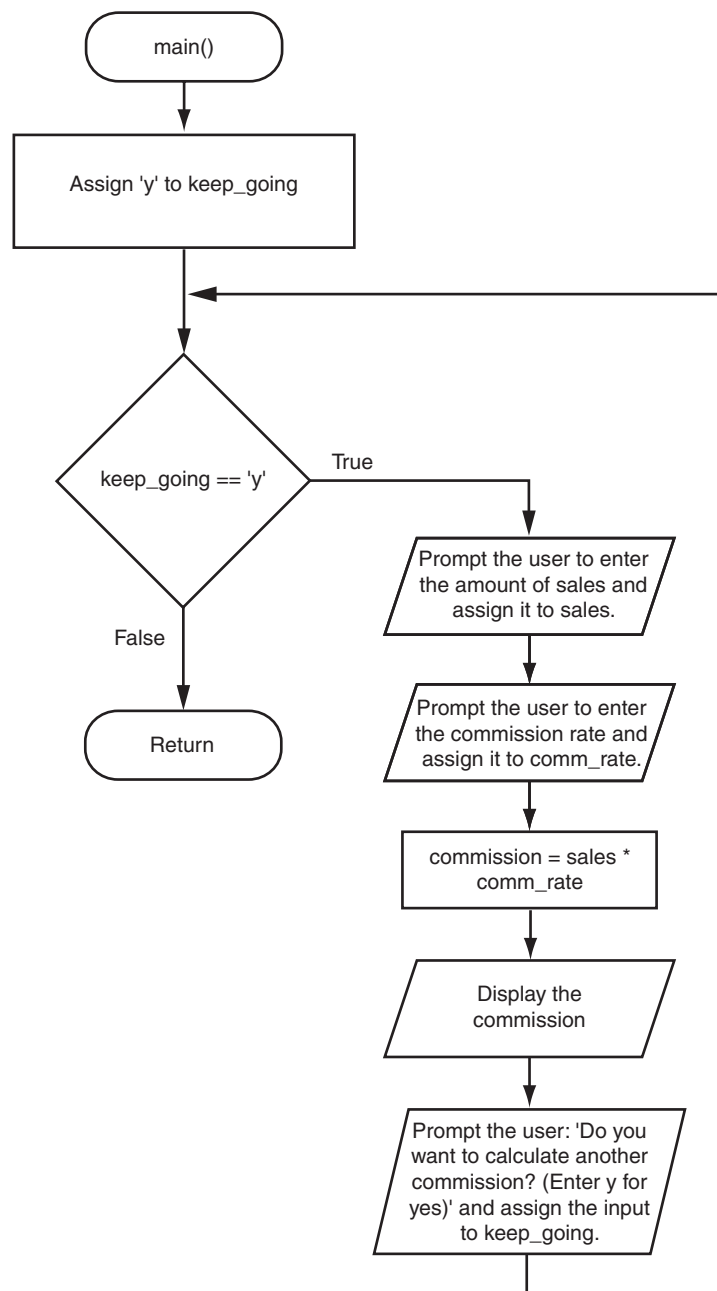 main()
Assign 'y' to keep_going
keep_going == 'y'
True
False
Return
Prompt the user to enter
the amount of sales and
assign it to sales.
Prompt the user to enter
the commission rate and
assign it to comm_rate.
commission = sales *
comm_rate
Display the
commission
Prompt the user: 'Do you
want to calculate another
commission? (Enter y for
yes)' and assign the input
to keep_going.